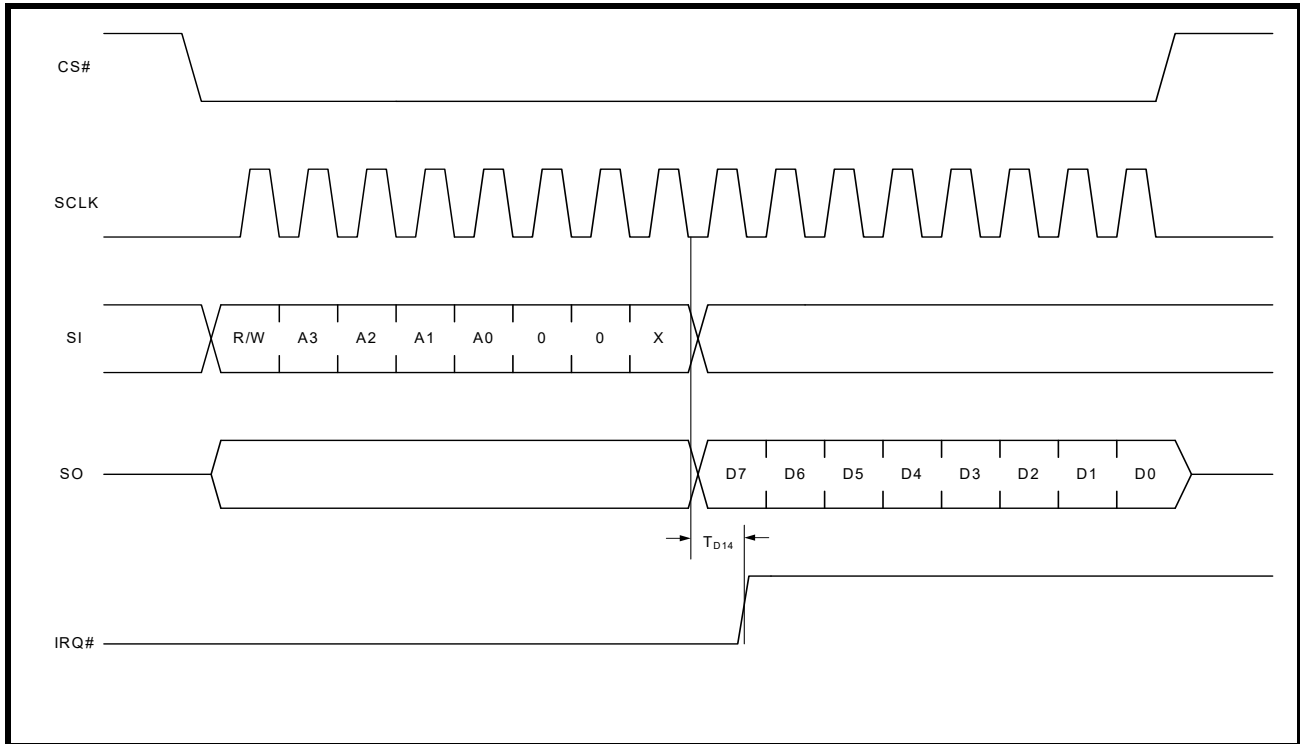 CS#
SCLK
SI
R/W A3 A2 A1 A0 0 0 X
SO
D7 D6 D5 D4 D3 D2 D1 D0
TD14
IRQ#